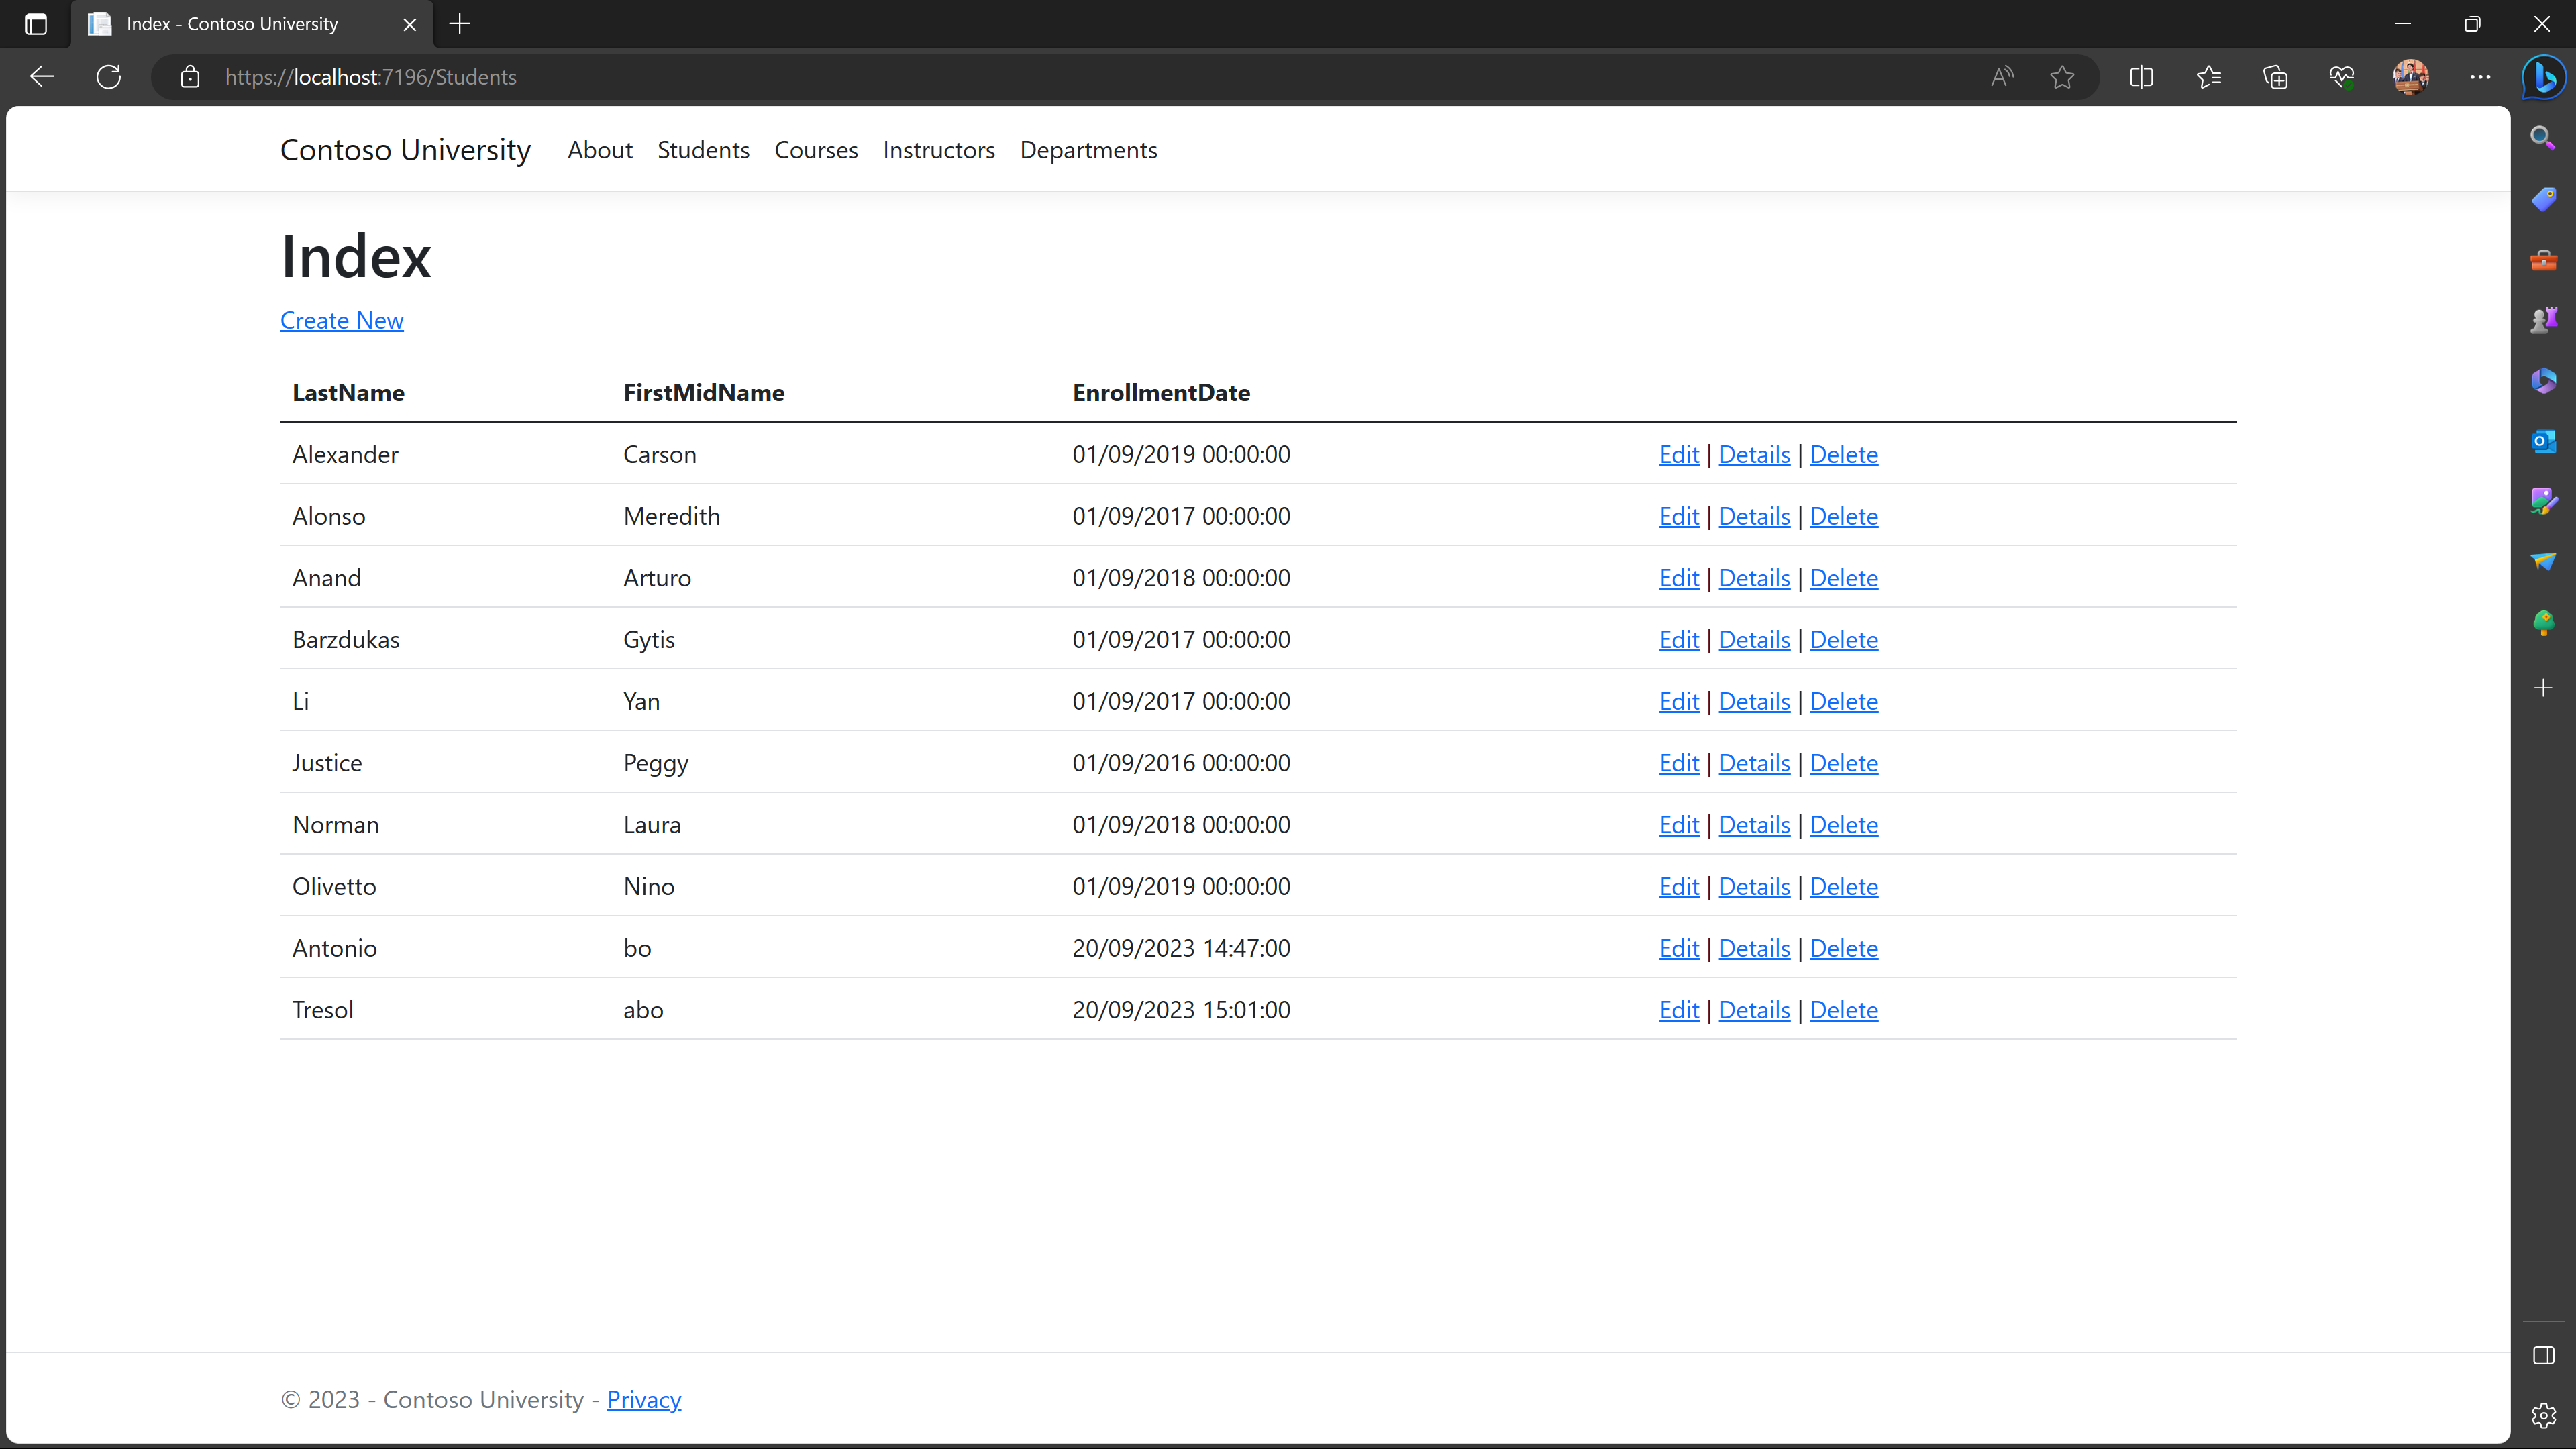 Index - Contoso University
https://localhost:7196/Students
Contoso University About Students Courses Instructors Departments
Index
Create New
LastName FirstMidName EnrollmentDate
Alexander Carson 01/09/2019 00:00:00 Edit | Details | Delete
Alonso Meredith 01/09/2017 00:00:00 Edit | Details | Delete
Anand Arturo 01/09/2018 00:00:00 Edit | Details | Delete
Barzdukas Gytis 01/09/2017 00:00:00 Edit | Details | Delete
Li Yan 01/09/2017 00:00:00 Edit | Details | Delete
Justice Peggy 01/09/2016 00:00:00 Edit | Details | Delete
Norman Laura 01/09/2018 00:00:00 Edit | Details | Delete
Olivetto Nino 01/09/2019 00:00:00 Edit | Details | Delete
Antonio bo 20/09/2023 14:47:00 Edit | Details | Delete
Tresol abo 20/09/2023 15:01:00 Edit | Details | Delete
© 2023 - Contoso University - Privacy